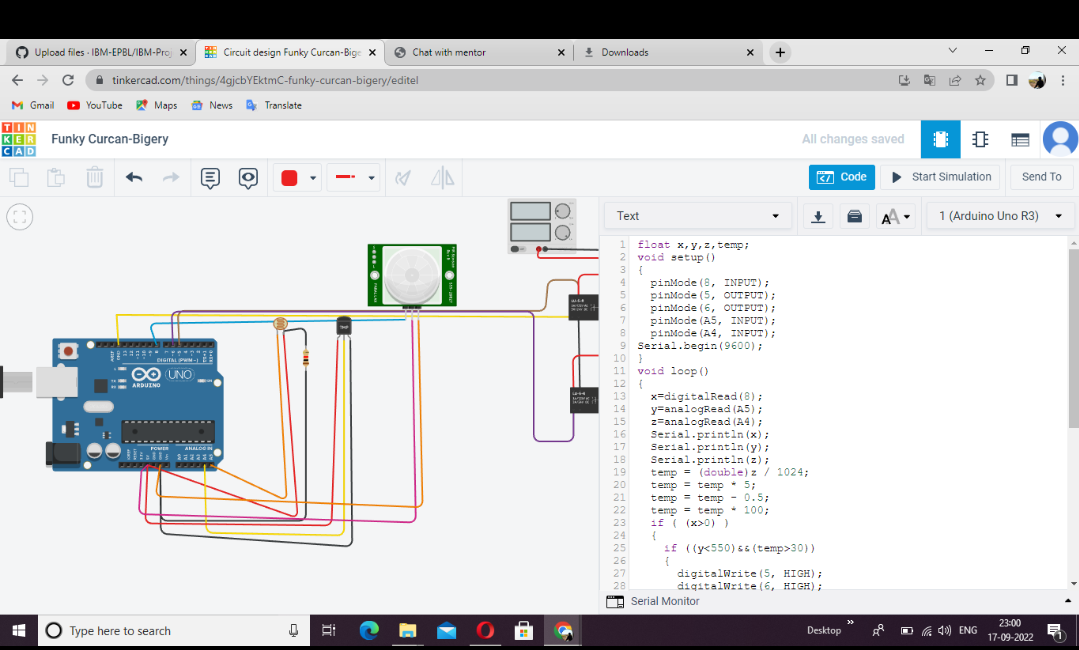 Upload files · IBM-EPBL/IBM-Proj
Circuit design Funky Curcan-Bige
Chat with mentor
Downloads
tinkercad.com/things/4gjcbYEktmC-funky-curcan-bigery/editel
Gmail
YouTube
Maps
News
Translate
TIN
KER
CAD
Funky Curcan-Bigery
All changes saved
Code
Start Simulation
Send To
Text
AA
1 (Arduino Uno R3)
1 float x,y,z,temp;
2 void setup()
3 {
4 pinMode(8, INPUT);
5 pinMode(5, OUTPUT);
6 pinMode(6, OUTPUT);
7 pinMode(A5, INPUT);
8 pinMode(A4, INPUT);
9 Serial.begin(9600);
10 }
11 void loop()
12 {
13 x=digitalRead(8);
14 y=analogRead(A5);
15 z=analogRead(A4);
16 Serial.println(x);
17 Serial.println(y);
18 Serial.println(z);
19 temp = (double)z / 1024;
20 temp = temp * 5;
21 temp = temp - 0.5;
22 temp = temp * 100;
23 if ( (x>0) )
24 {
25 if ((y<550)&&(temp>30))
26 {
27 digitalWrite(5, HIGH);
28 digitalWrite(6, HIGH);
TMP
DIGITAL (PWM~)
UNO
ARDUINO
POWER
ANALOG IN
Serial Monitor
Type here to search
Desktop
ENG
23:00
17-09-2022
1